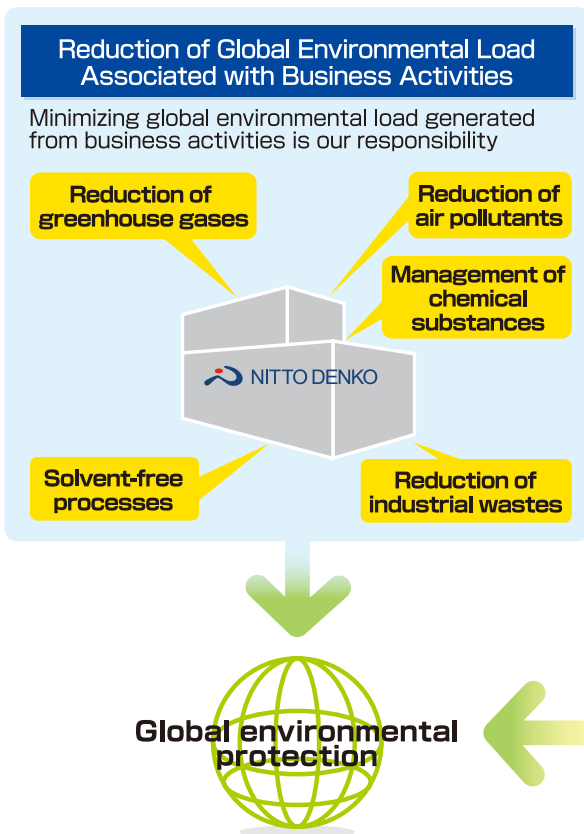 Reduction of Global Environmental Load
Associated with Business Activities
Minimizing global environmental load generated
from business activities is our responsibility
Reduction of
greenhouse gases
Reduction of
air pollutants
Management of
chemical
substances
NITTO DENKO
Solvent-free
processes
Reduction of
industrial wastes
Global environmental
protection